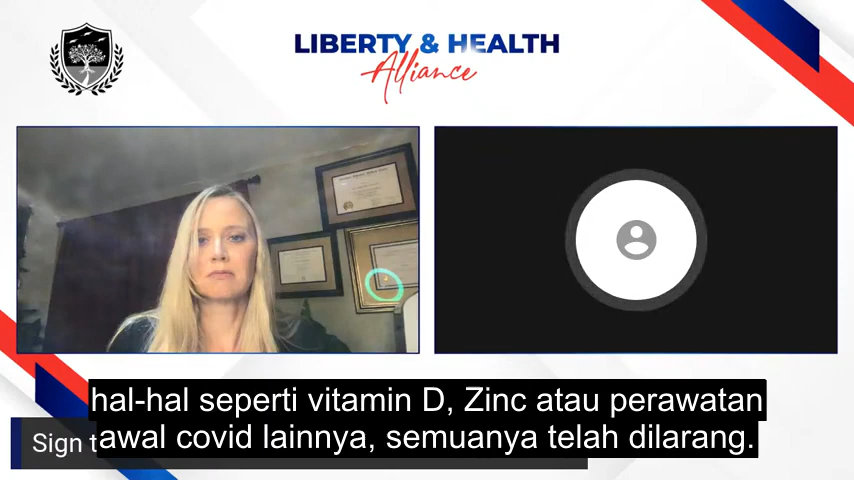 LIBERTY & HEALTH
Alliance
hal-hal seperti vitamin D, Zinc atau perawatan
Sign t
awal covid lainnya, semuanya telah dilarang.